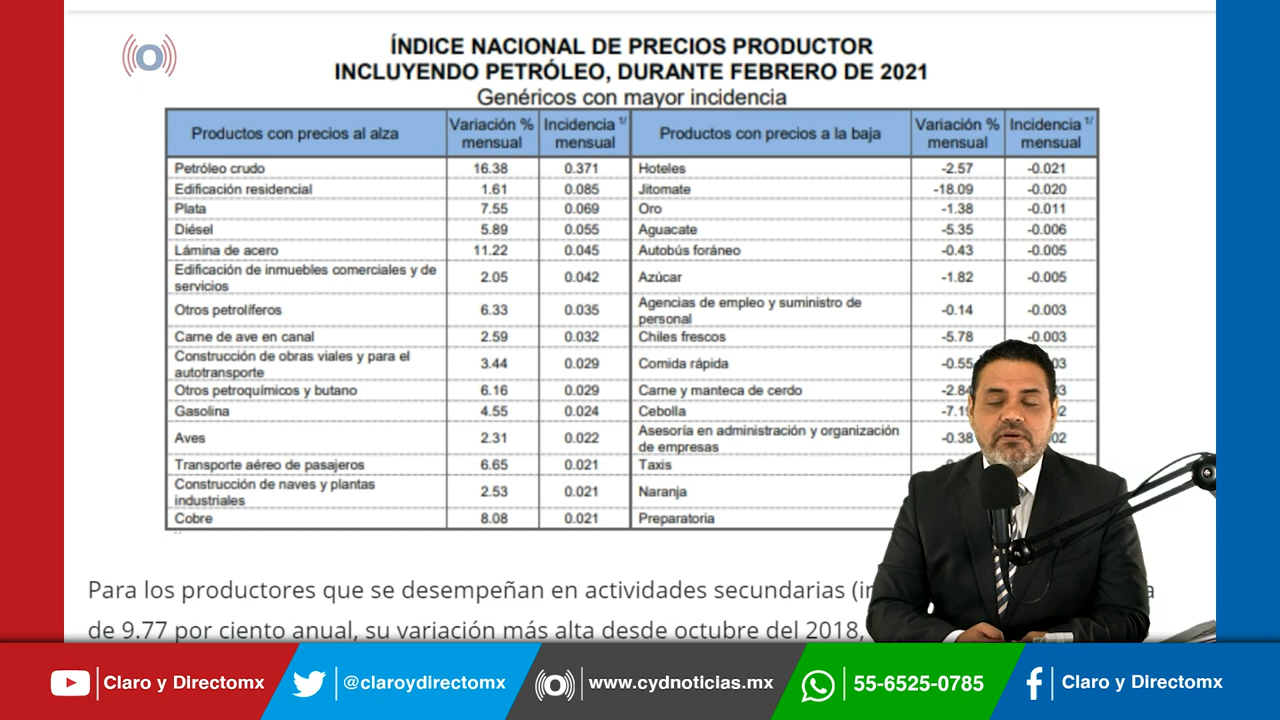 ÍNDICE NACIONAL DE PRECIOS PRODUCTOR
INCLUYENDO PETRÓLEO, DURANTE FEBRERO DE 2021
Genéricos con mayor incidencia
Productos con precios al alza Variación % mensual Incidencia 1/ mensual Productos con precios a la baja Variación % mensual Incidencia 1/ mensual
Petróleo crudo 16.38 0.371 Hoteles -2.57 -0.021
Edificación residencial 1.61 0.085 Jitomate -18.09 -0.020
Plata 7.55 0.069 Oro -1.38 -0.011
Diésel 5.89 0.055 Aguacate -5.35 -0.006
Lámina de acero 11.22 0.045 Autobús foráneo -0.43 -0.005
Edificación de inmuebles comerciales y de servicios 2.05 0.042 Azúcar -1.82 -0.005
Otros petrolíferos 6.33 0.035 Agencias de empleo y suministro de personal -0.14 -0.003
Carne de ave en canal 2.59 0.032 Chiles frescos -5.78 -0.003
Construcción de obras viales y para el autotransporte 3.44 0.029 Comida rápida -0.55
Otros petroquímicos y butano 6.16 0.029 Carne y manteca de cerdo -2.84
Gasolina 4.55 0.024 Cebolla
Aves 2.31 0.022 Asesoría en administración y organización de empresas -0.38
Transporte aéreo de pasajeros 6.65 0.021 Taxis
Construcción de naves y plantas industriales 2.53 0.021 Naranja
Cobre 8.08 0.021 Preparatoria
Para los productores que se desempeñan en actividades secundarias
de 9.77 por ciento anual, su variación más alta desde octubre del 2018,
Claro y Directomx @claroydirectomx www.cydnoticias.mx 55-6525-0785 Claro y Directomx